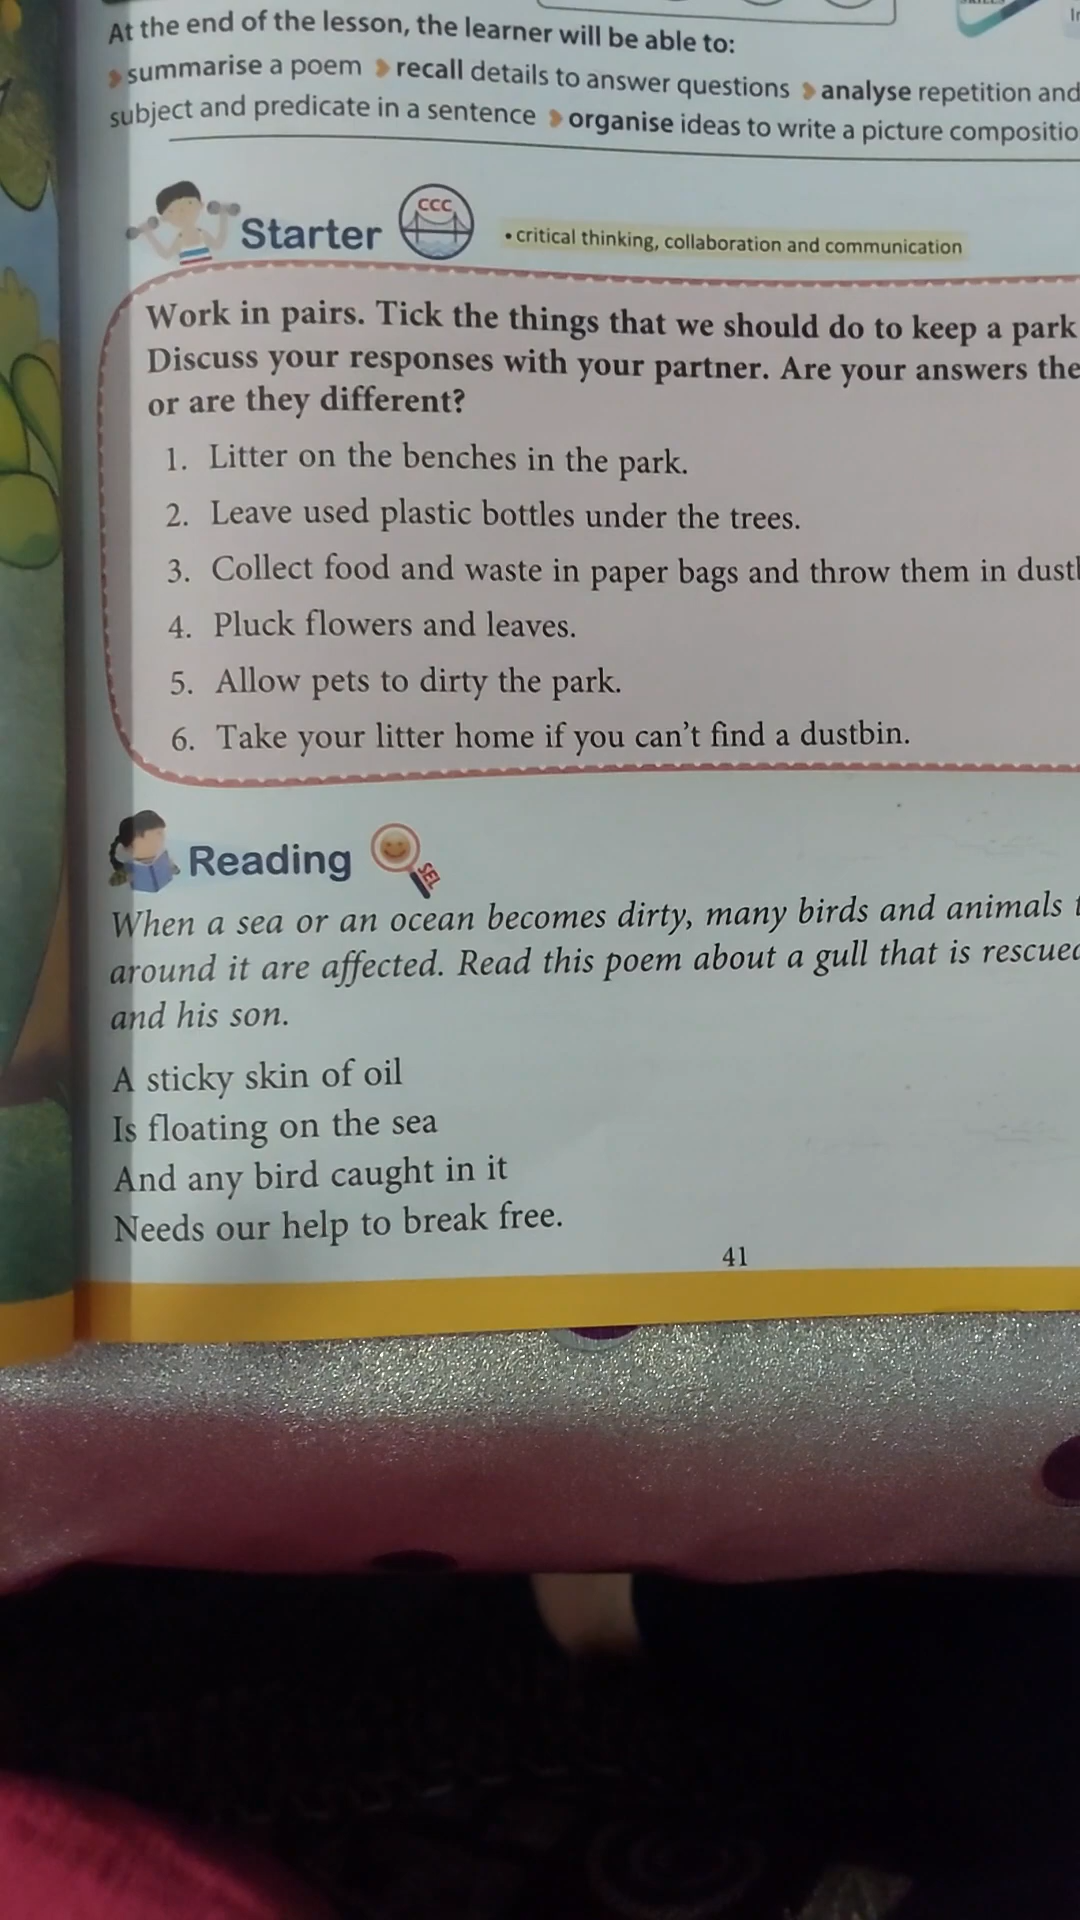 At the end of the lesson, the learner will be able to:
summarise a poem recall details to answer questions analyse repetition and
subject and predicate in a sentence organise ideas to write a picture
Starter CCC • critical thinking, collaboration and communication
Work in pairs. Tick the things that we should do to keep a park
Discuss your responses with your partner. Are your answers the
or are they different?
1. Litter on the benches in the park.
2. Leave used plastic bottles under the trees.
3. Collect food and waste in paper bags and throw them in
4. Pluck flowers and leaves.
5. Allow pets to dirty the park.
6. Take your litter home if you can't find a dustbin.
Reading SEL
When a sea or an ocean becomes dirty, many birds and animals
around it are affected. Read this poem about a gull that is rescued
and his son.
A sticky skin of oil
Is floating on the sea
And any bird caught in it
Needs our help to break free.
41